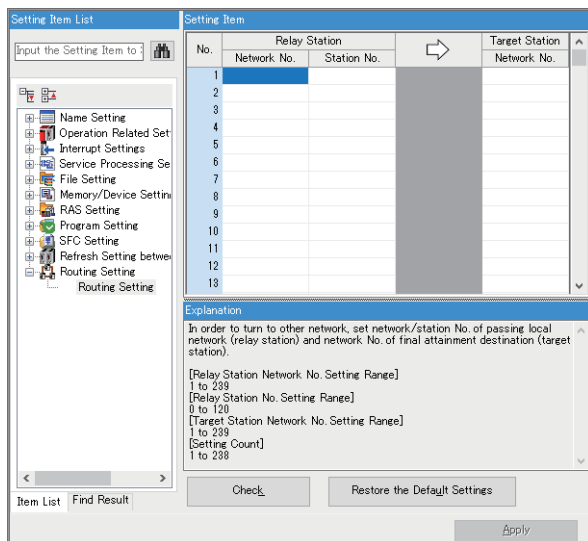 Setting Item List
Input the Setting Item to
Name Setting
Operation Related Set
Interrupt Settings
Service Processing Se
File Setting
Memory/Device Settin
RAS Setting
Program Setting
SFC Setting
Refresh Setting betwe
Routing Setting
Routing Setting
Item List Find Result
Setting Item
No. Relay Station Target Station
Network No. Station No. Network No.
1
2
3
4
5
6
7
8
9
10
11
12
13
Explanation
In order to turn to other network, set network/station No. of passing local
network (relay station) and network No. of final attainment destination (target
station).
[Relay Station Network No. Setting Range]
1 to 239
[Relay Station No. Setting Range]
0 to 120
[Target Station Network No. Setting Range]
1 to 239
[Setting Count]
1 to 238
Check Restore the Default Settings
Apply